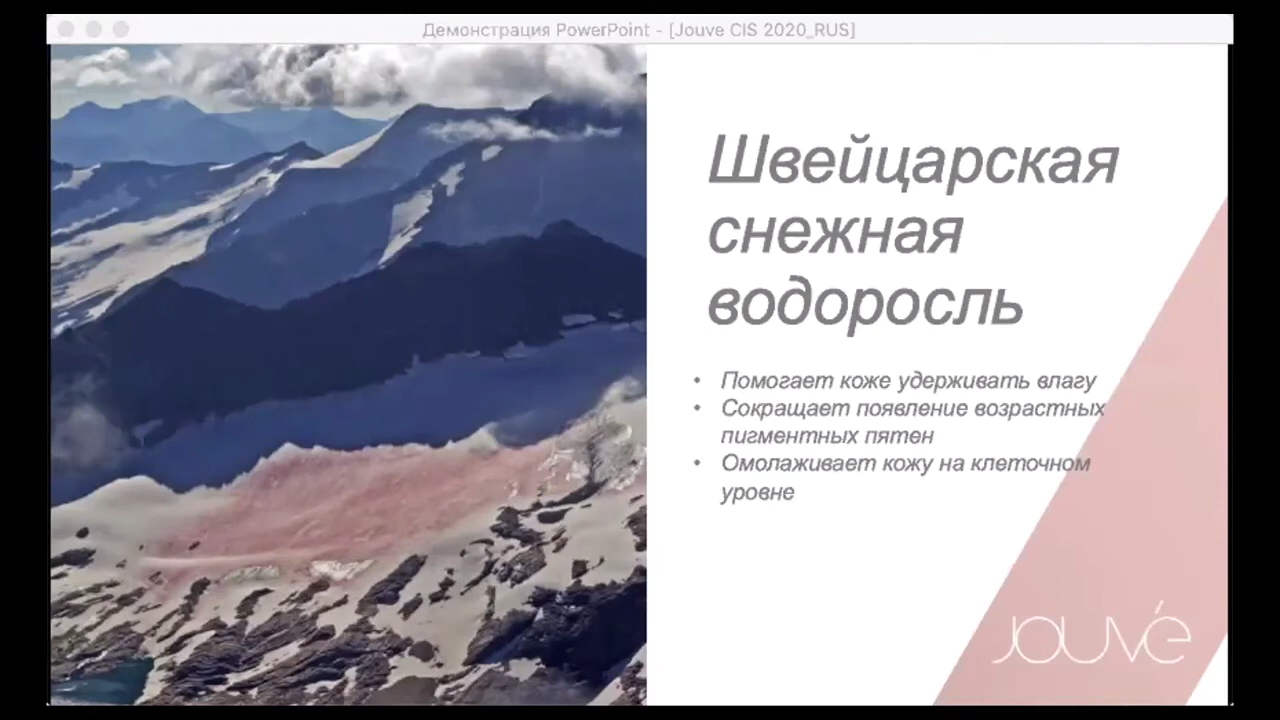 Демонстрация PowerPoint - [Jouve CIS 2020_RUS]
Швейцарская
снежная
водоросль
• Помогает коже удерживать влагу
• Сокращает появление возрастных
пигментных пятен
• Омолаживает кожу на клеточном
уровне
JOUVÉ